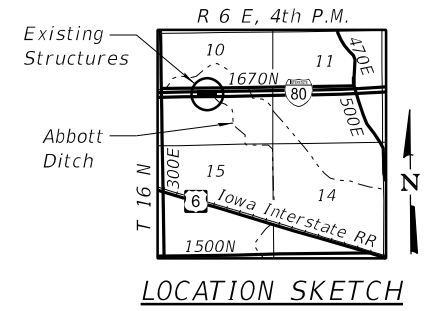 R 6 E, 4th P.M.
Existing
Structures
10
11
470E
1670N
INTERSTATE
80
500E
Abbott
Ditch
N
T 16 N
300E
15
14
6
Iowa Interstate RR
1500N
LOCATION SKETCH